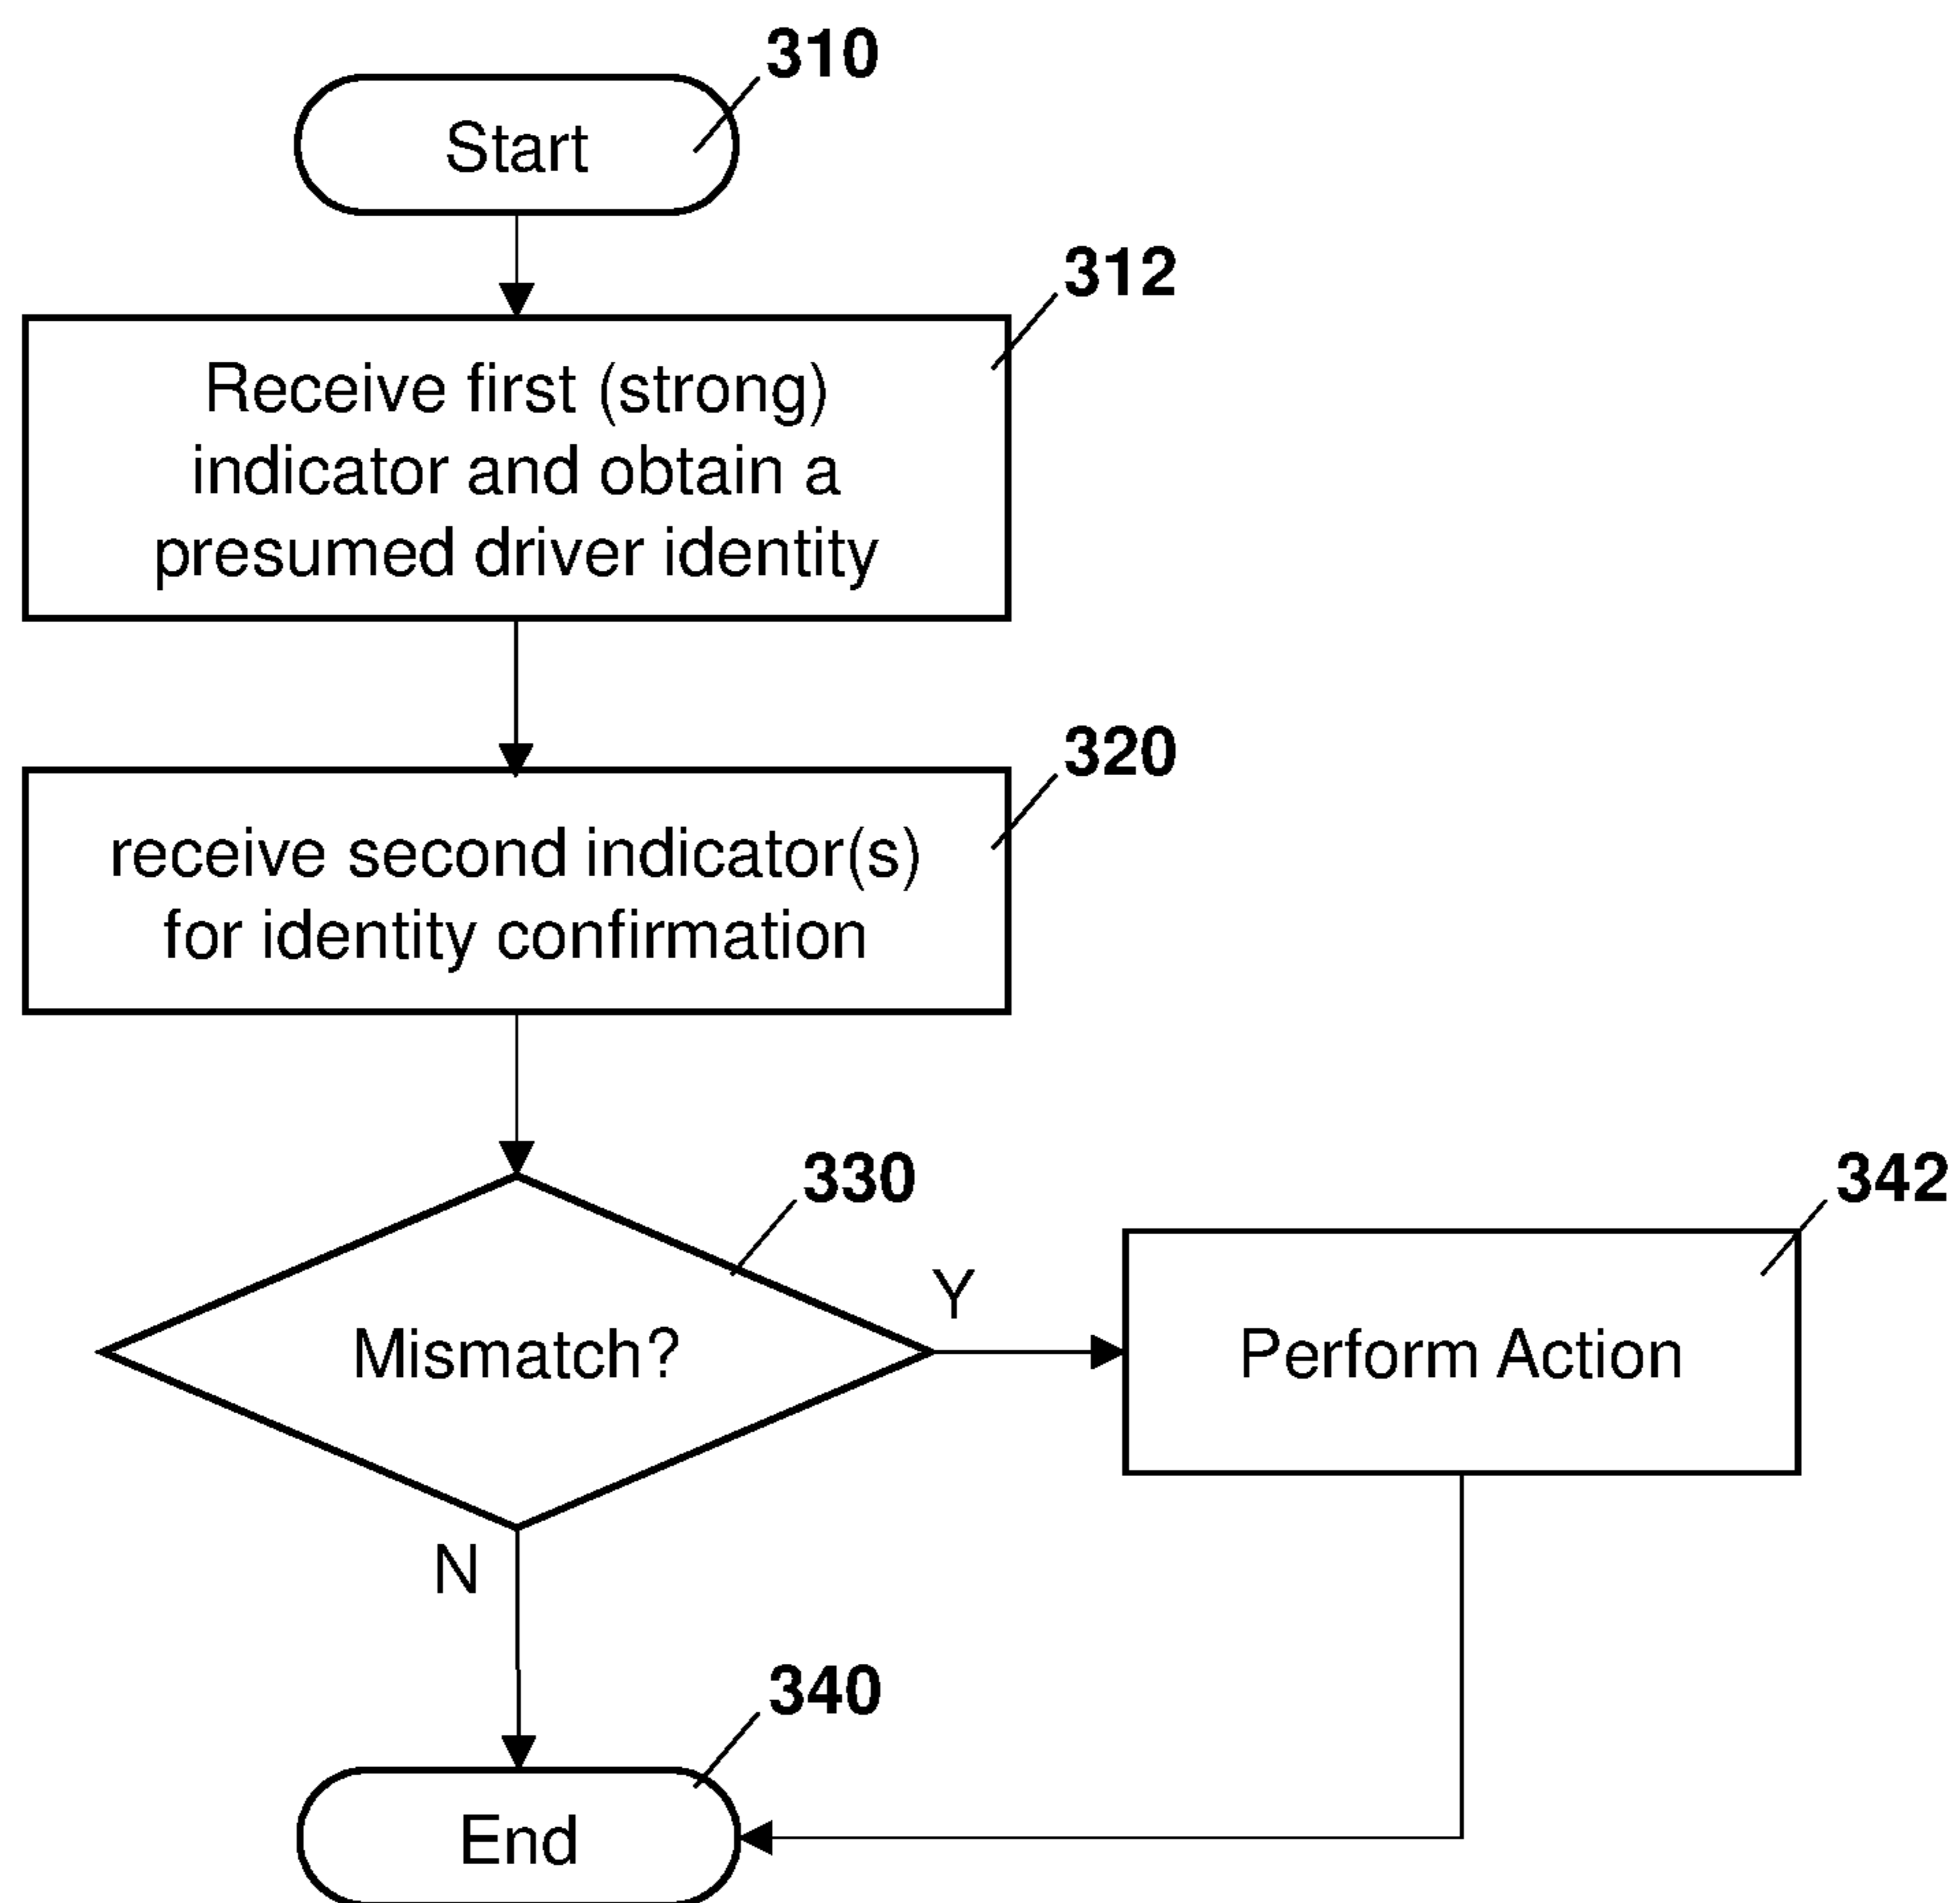 310
Start
312
Receive first (strong)
indicator and obtain a
presumed driver identity
320
receive second indicator(s)
for identity confirmation
330
342
Y
Mismatch?
Perform Action
N
340
End